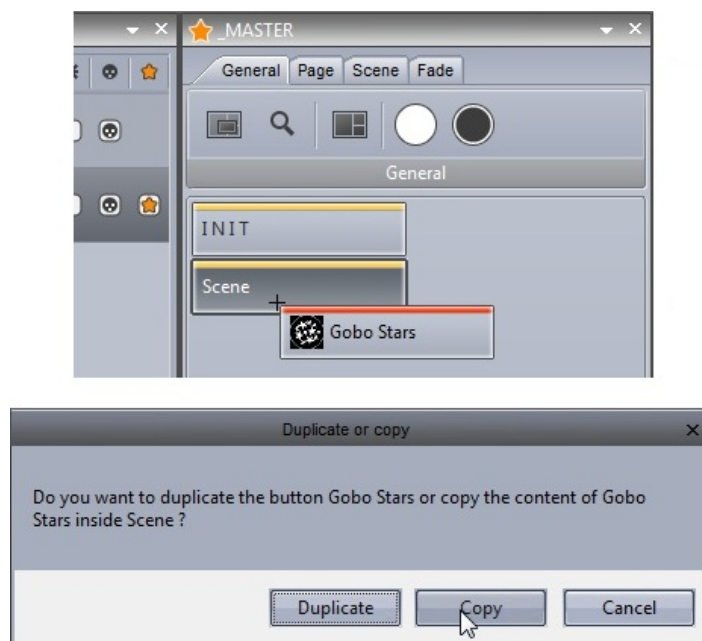 _MASTER
General Page Scene Fade
General
INIT
Scene
Gobo Stars
Duplicate or copy
Do you want to duplicate the button Gobo Stars or copy the content of Gobo
Stars inside Scene ?
Duplicate Copy Cancel